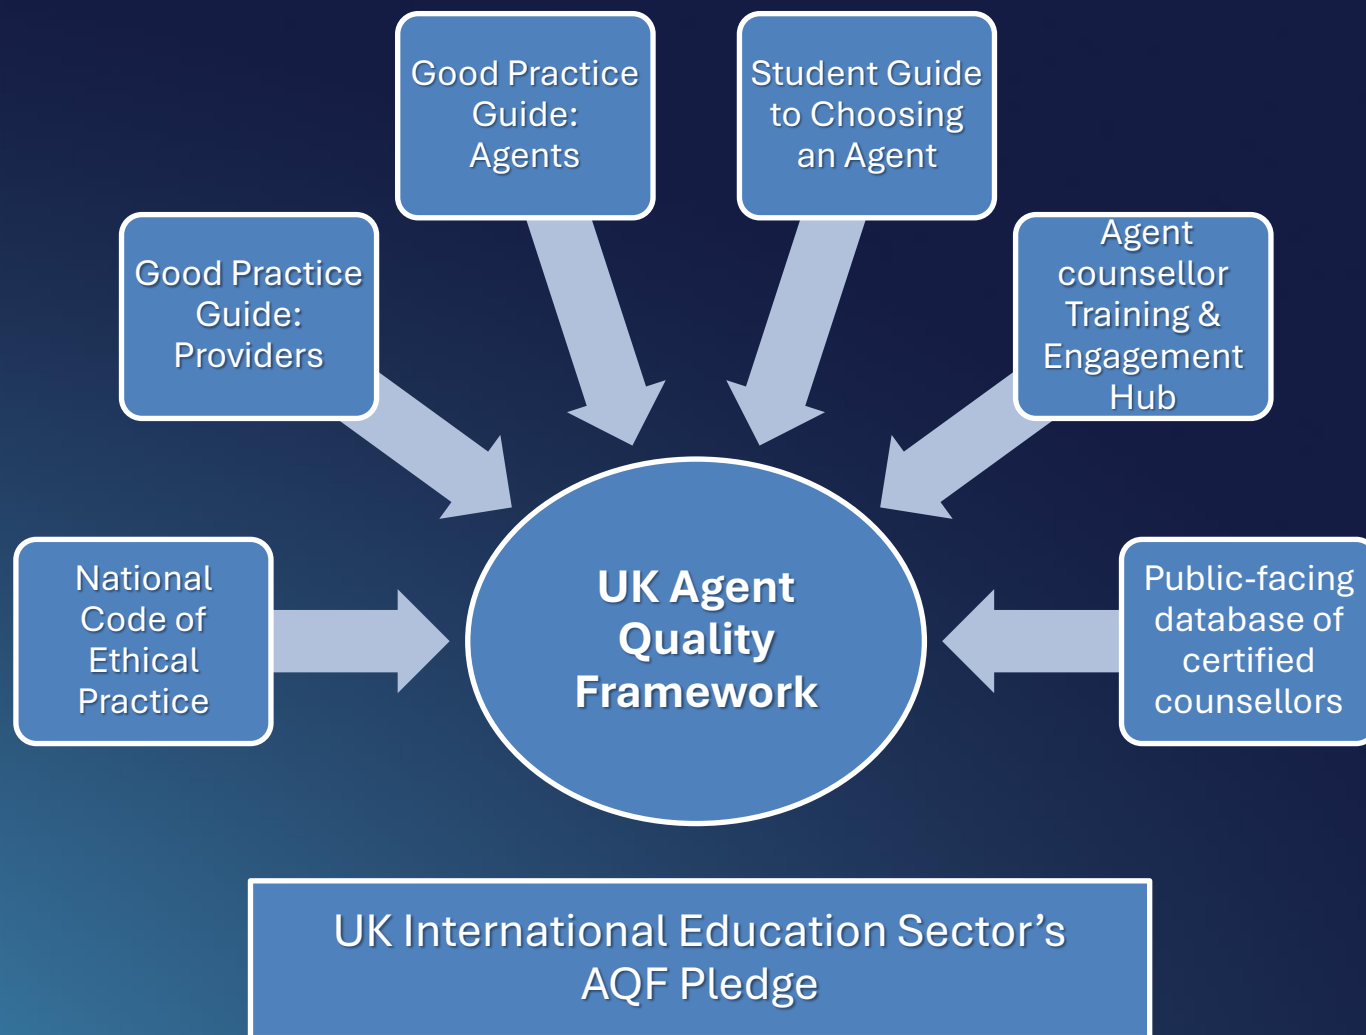 Good Practice
Guide:
Agents
Student Guide
to Choosing
an Agent
Good Practice
Guide:
Providers
Agent
counsellor
Training &
Engagement
Hub
National
Code of
Ethical
Practice
UK Agent
Quality
Framework
Public-facing
database of
certified
counsellors
UK International Education Sector’s
AQF Pledge